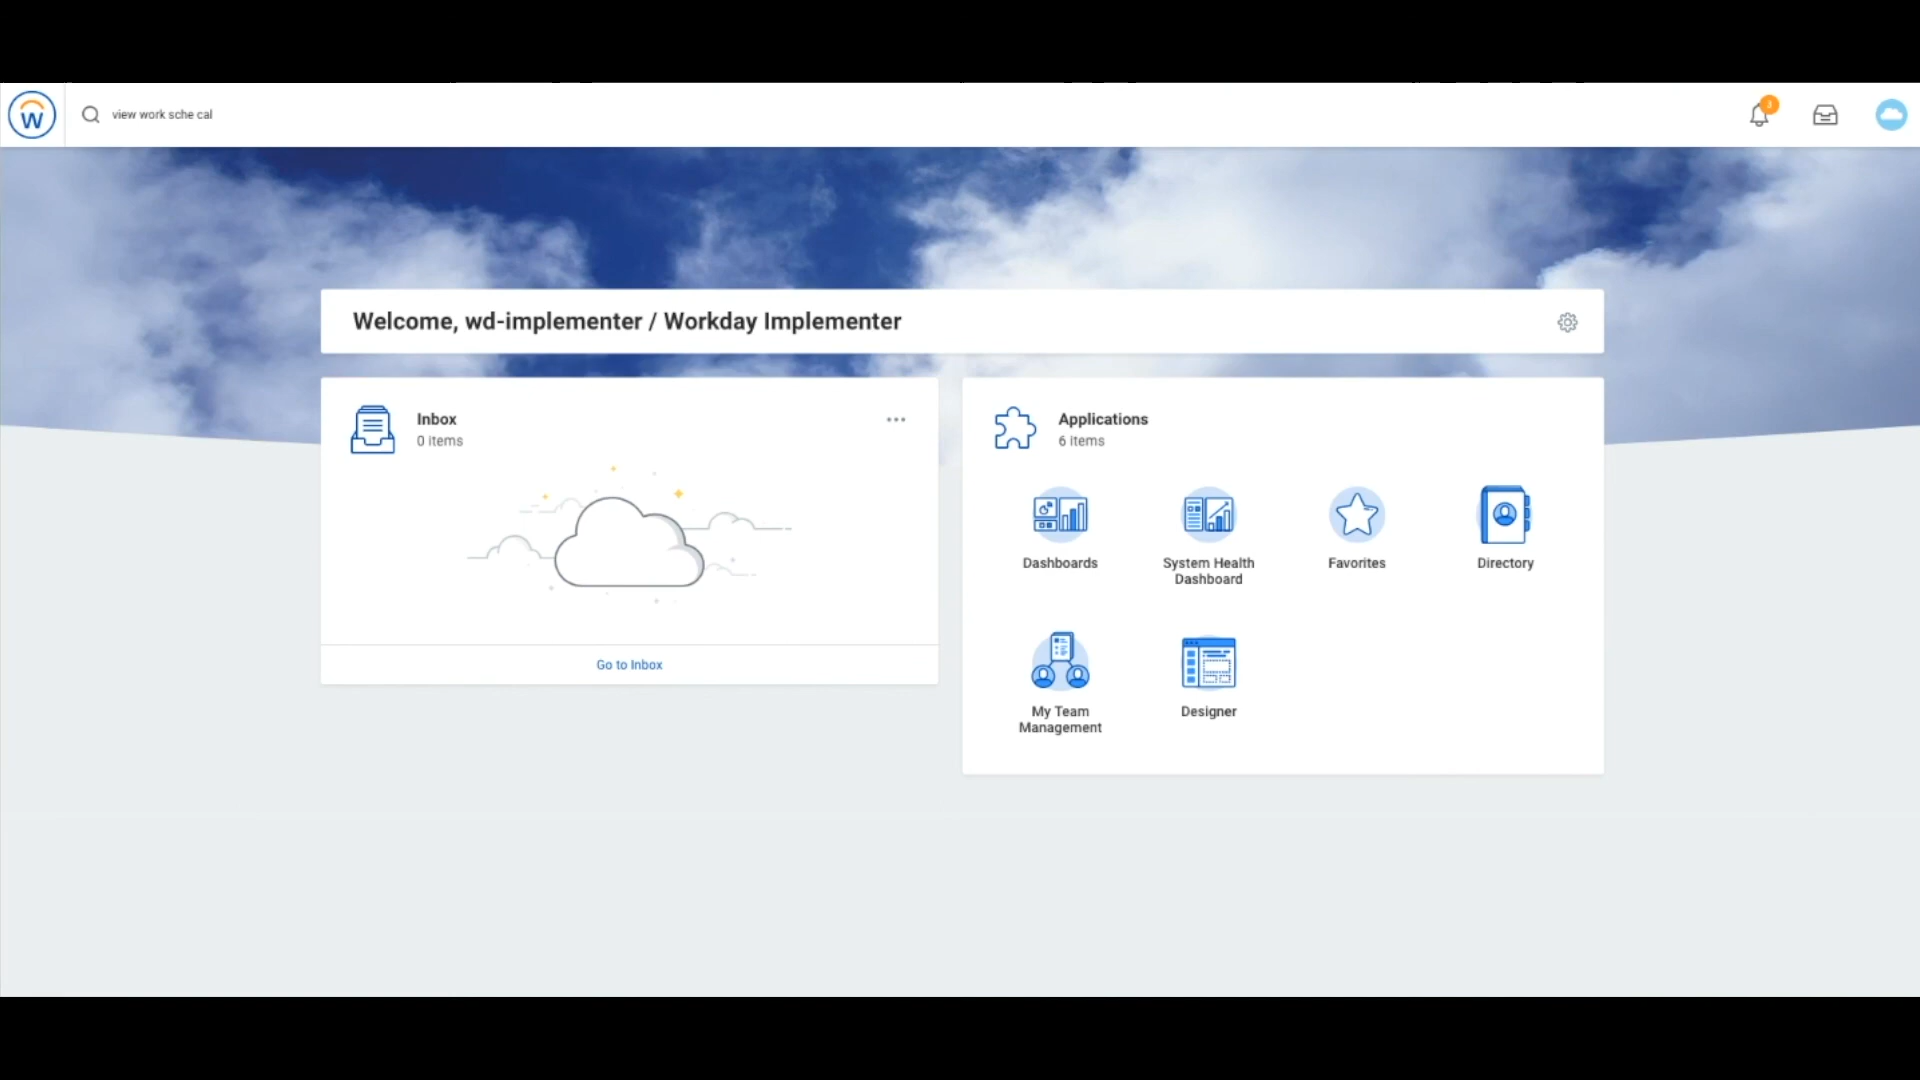 W
view work sche cal
3
Welcome, wd-implementer / Workday Implementer
Inbox
0 items
Go to Inbox
Applications
6 items
Dashboards
System Health
Dashboard
Favorites
Directory
My Team
Management
Designer